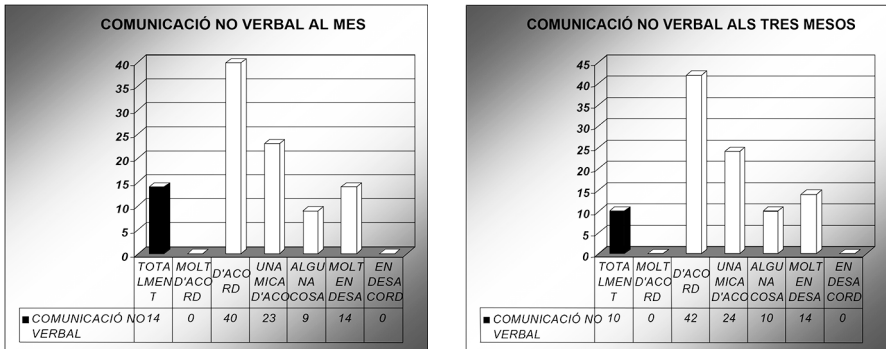 COMUNICACIÓ NO VERBAL AL MES
40
35
30
25
20
15
10
5
0
TOTA
LMEN
T
MOLT
D'ACO
RD
D'ACO
RD
UNA
MICA
D'ACO
ALGU
NA
COSA
MOLT
EN
DESA
EN
DESA
CORD
COMUNICACIÓ NO
VERBAL
14 0 40 23 9 14 0
COMUNICACIÓ NO VERBAL ALS TRES MESOS
45
40
35
30
25
20
15
10
5
0
TOTA
LMEN
T
MOLT
D'ACO
RD
D'ACO
RD
UNA
MICA
D'ACO
ALGU
NA
COSA
MOLT
EN
DESA
EN
DESA
CORD
COMUNICACIÓ NO
VERBAL
10 0 42 24 10 14 0